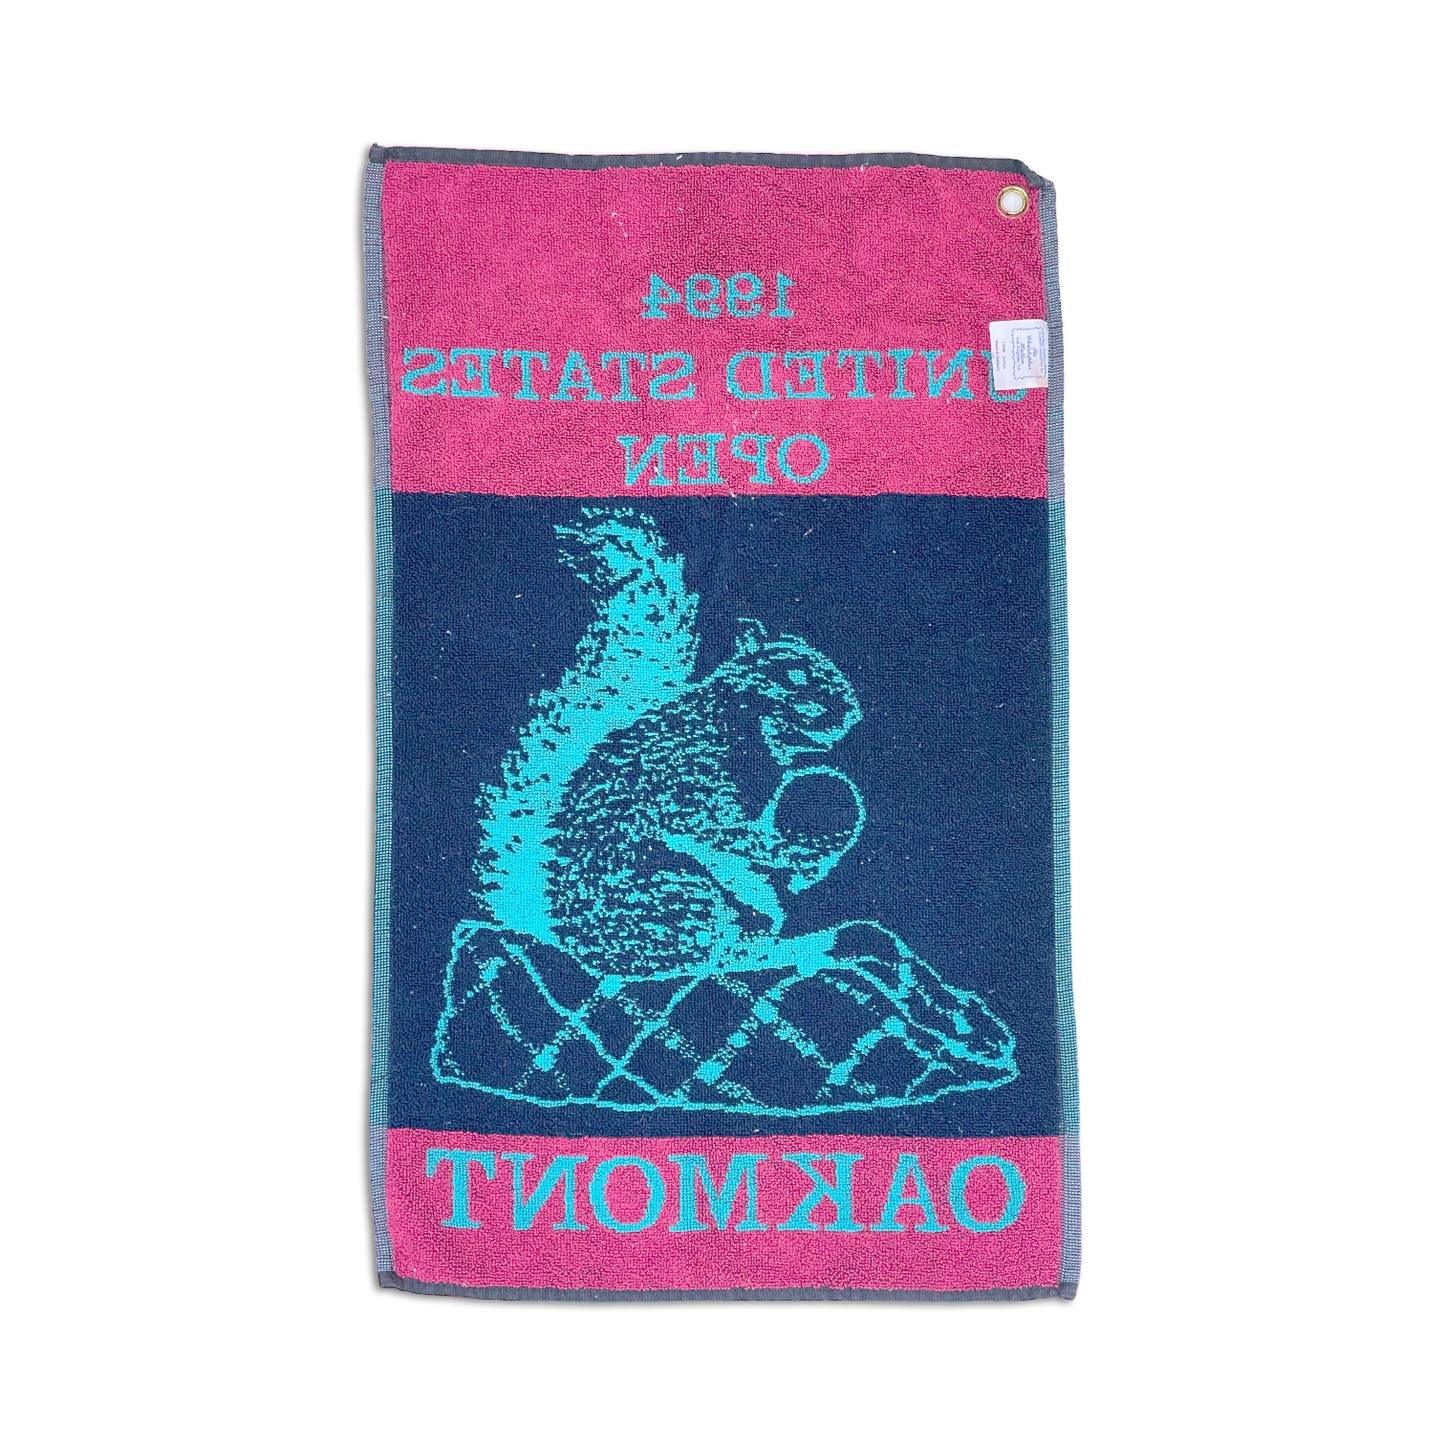 1994
UNITED STATES
OPEN
OAKMONT